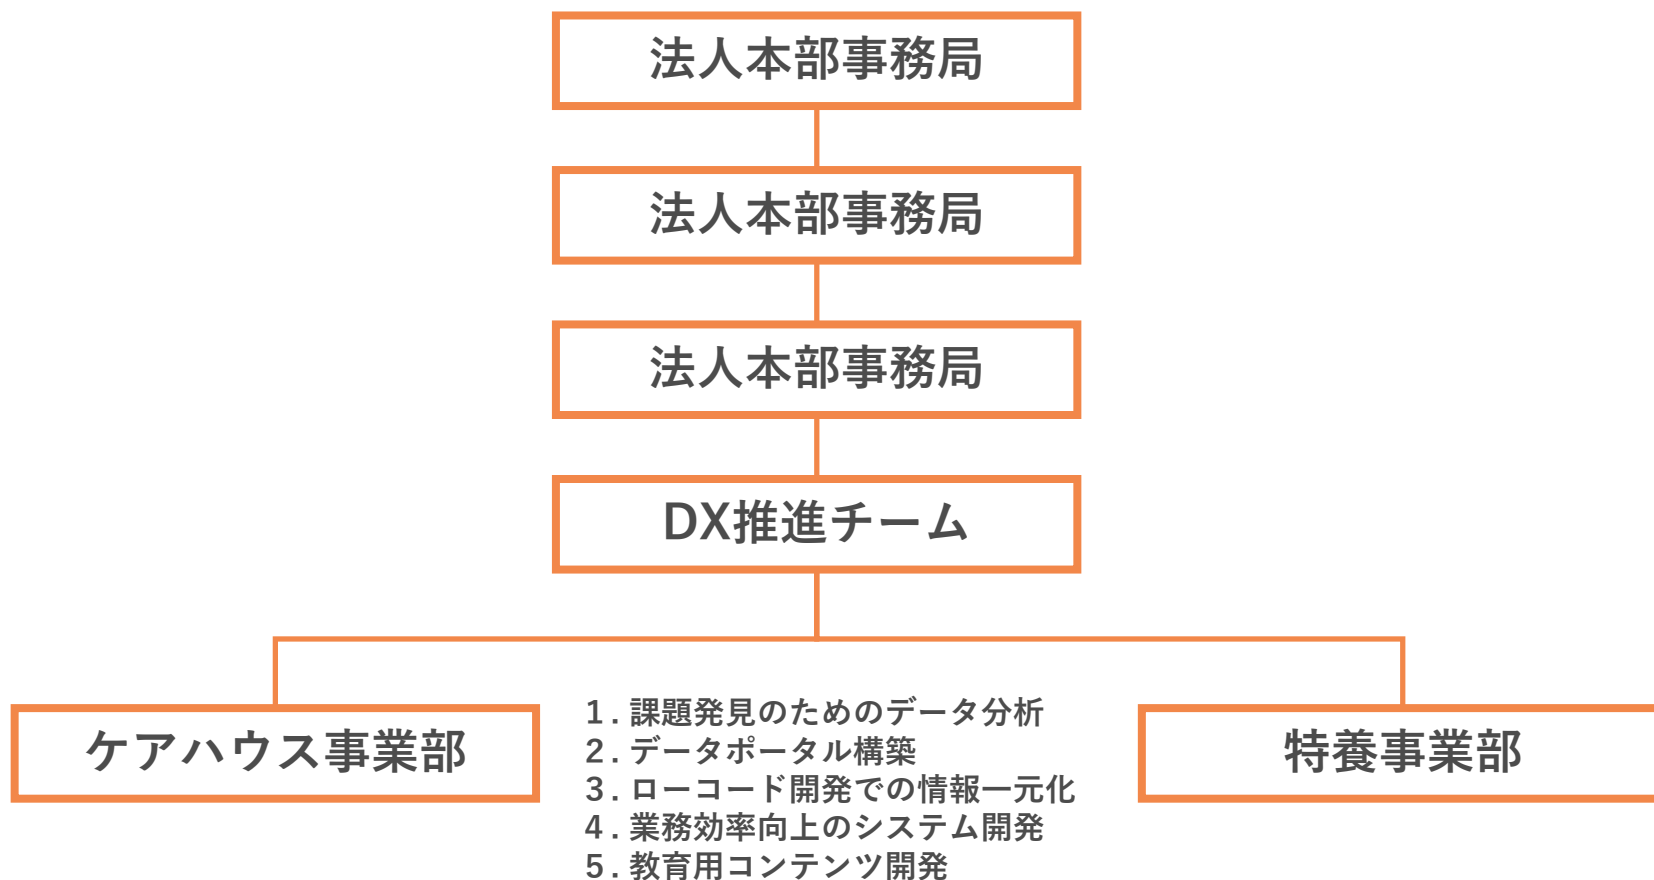 法人本部事務局
法人本部事務局
法人本部事務局
DX推進チーム
ケアハウス事業部
1. 課題発見のためのデータ分析
2. データポータル構築
3. ローコード開発での情報一元化
4. 業務効率向上のシステム開発
5. 教育用コンテンツ開発
特養事業部